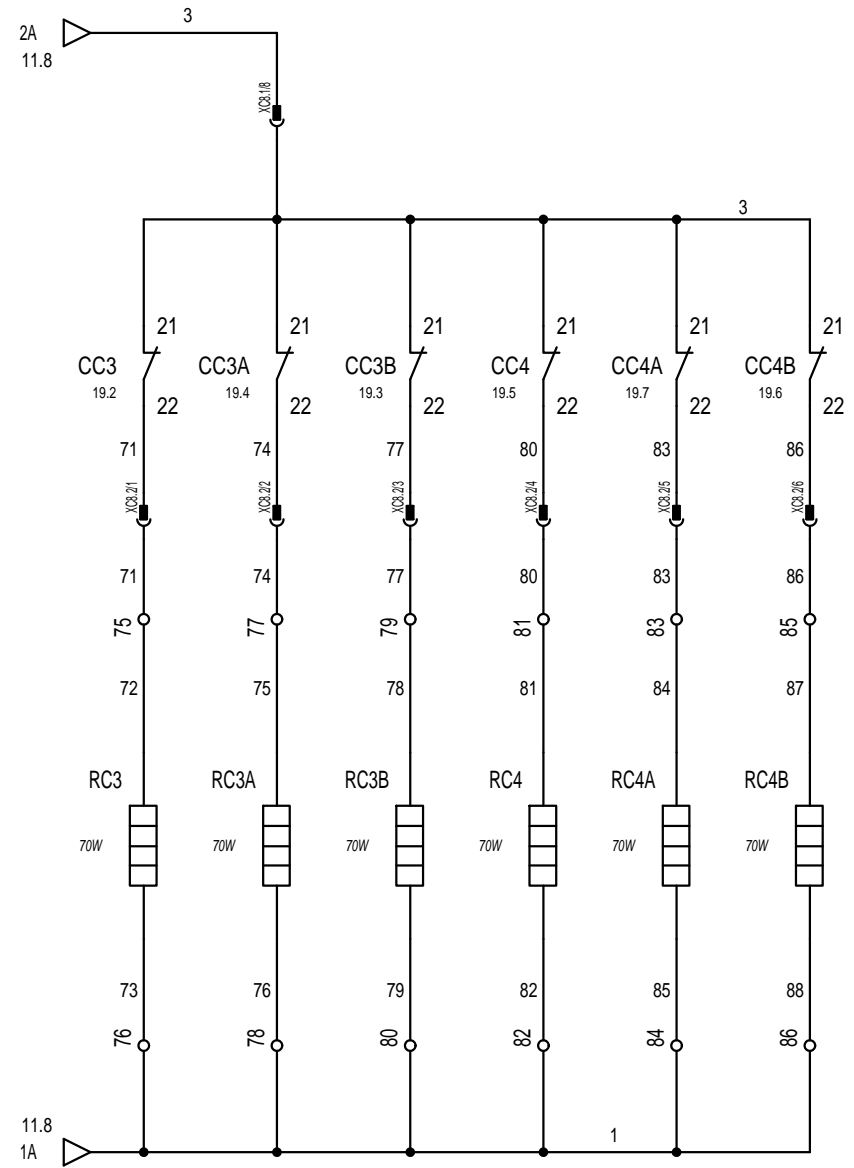 3
2A
11.8
XC8.1/8
3
21 21 21 21 21 21
CC3 CC3A CC3B CC4 CC4A CC4B
19.2 19.4 19.3 19.5 19.7 19.6
22 22 22 22 22 22
71 74 77 80 83 86
XC8.2/1 XC8.2/2 XC8.2/3 XC8.2/4 XC8.2/5 XC8.2/6
71 74 77 80 83 86
75 77 79 81 83 85
72 75 78 81 84 87
RC3 RC3A RC3B RC4 RC4A RC4B
70W 70W 70W 70W 70W 70W
73 76 79 82 85 88
76 78 80 82 84 86
11.8
1
1A